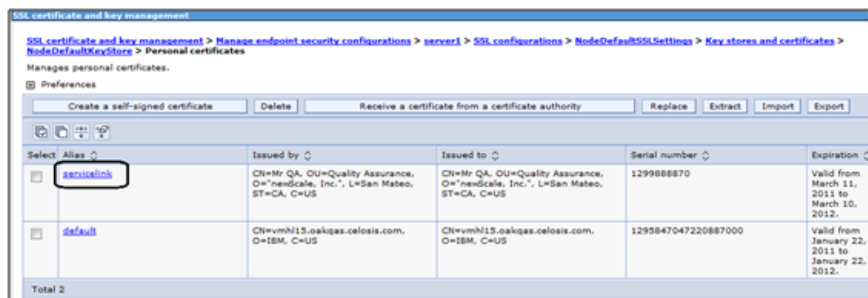 SSL certificate and key management
SSL certificate and key management > Manage endpoint security configurations > server1 > SSL configurations > NodeDefaultSSLSettings > Key stores and certificates >
NodeDefaultKeyStore > Personal certificates
Manages personal certificates.
Preferences
Create a self-signed certificate Delete Receive a certificate from a certificate authority Replace Extract Import Export
Select Alias Issued by Issued to Serial number Expiration
servicelink CN=Mr QA, OU=Quality Assurance, CN=Mr QA, OU=Quality Assurance, 1299888870 Valid from
O="newScale, Inc.", L=San Mateo, O="newScale, Inc.", L=San Mateo, March 11,
ST=CA, C=US ST=CA, C=US 2011 to
March 10,
2012.
default CN=vmhl15.oakqas.celosis.com, CN=vmhl15.oakqas.celosis.com, 1295847047220887000 Valid from
O=IBM, C=US O=IBM, C=US January 22,
2011 to
January 22,
2012.
Total 2